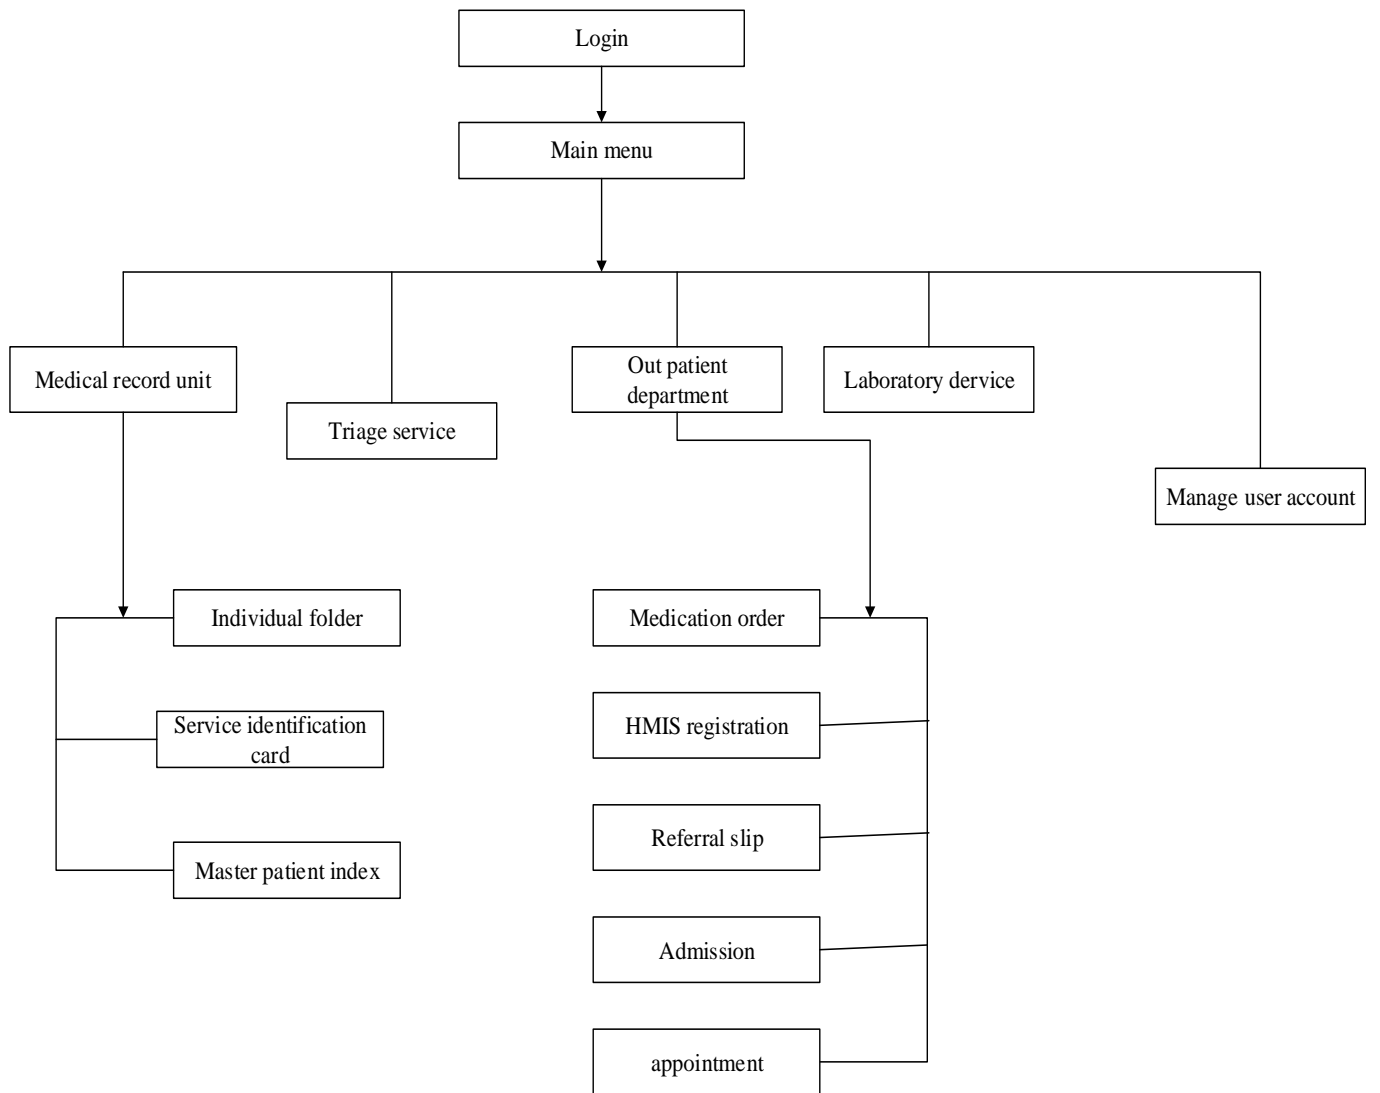 Login
Main menu
Medical record unit
Triage service
Out patient
department
Laboratory dervice
Manage user account
Individual folder
Service identification
card
Master patient index
Medication order
HMIS registration
Referral slip
Admission
appointment